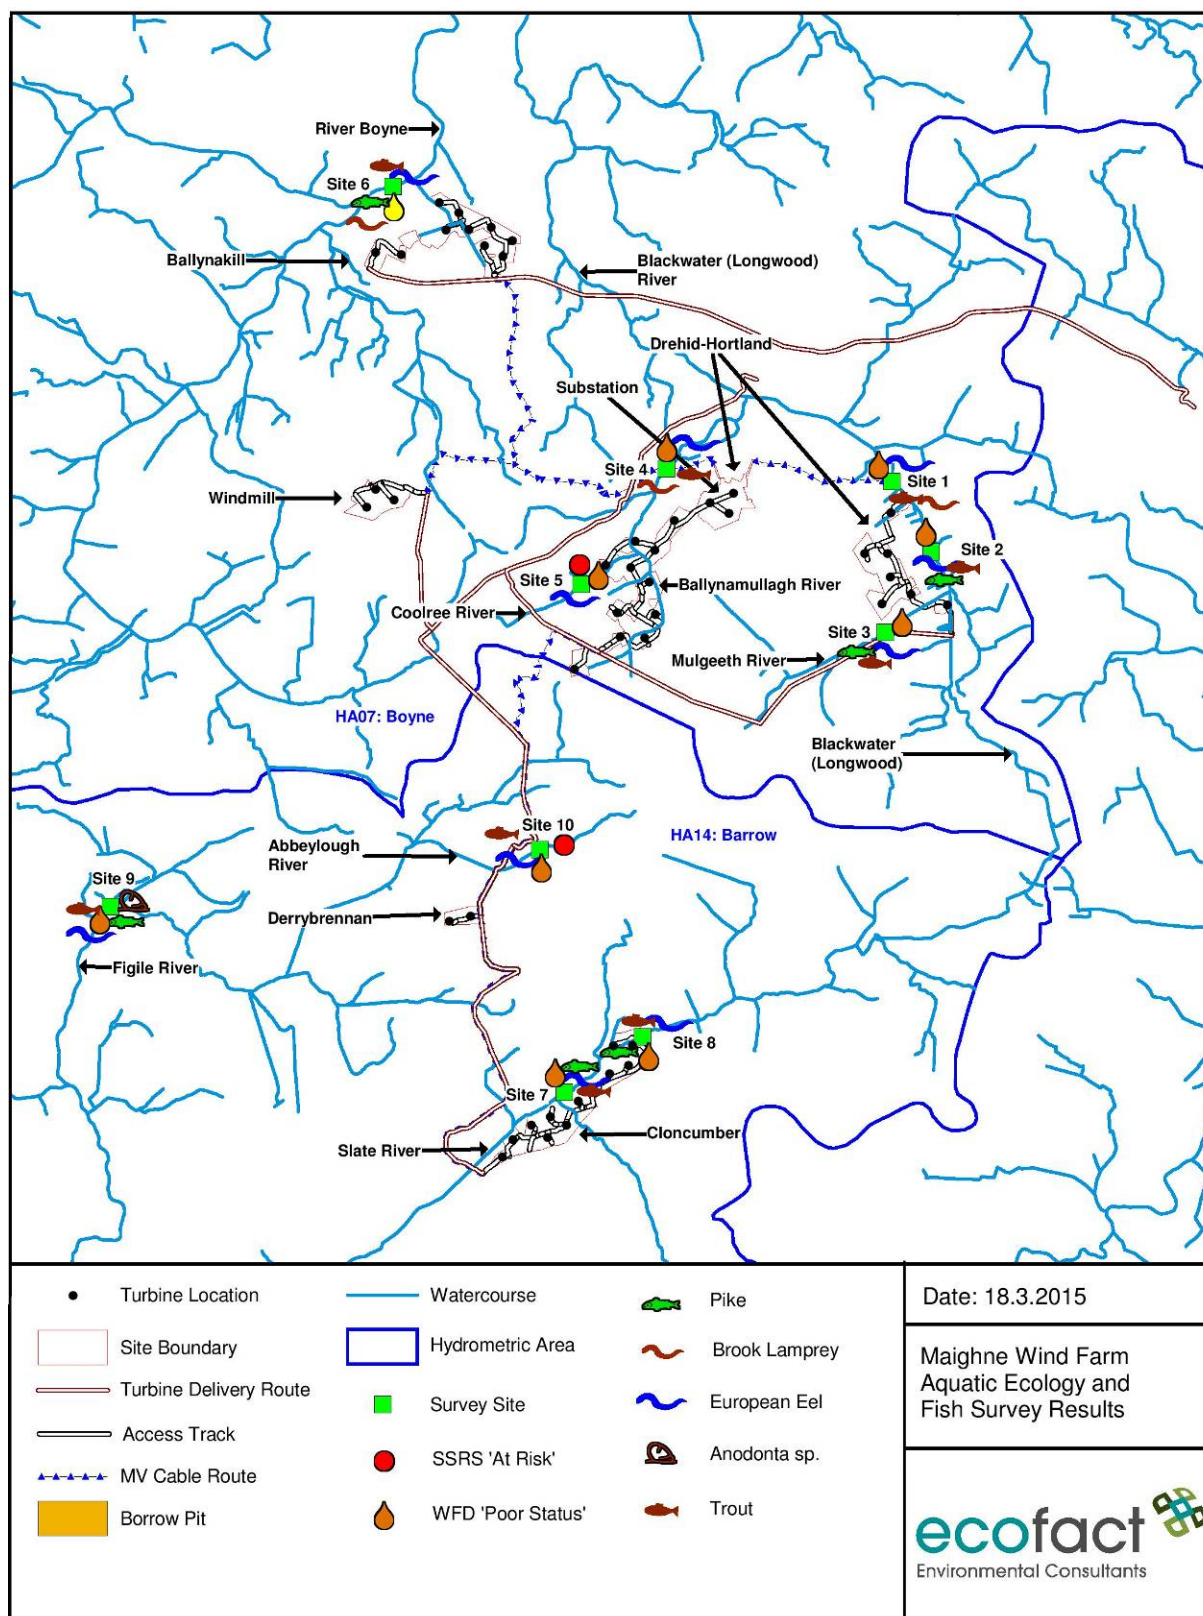 River Boyne
Site 6
Ballynakill
Blackwater (Longwood)
River
Drehid-Hortland
Substation
Site 4
Site 1
Windmill
Site 2
Site 5
Ballynamullagh River
Coolree River
Site 3
Mulgeeth River
HA07: Boyne
Blackwater
(Longwood)
Site 10
HA14: Barrow
Abbeylough
River
Site 9
Derrybrennan
Figile River
Site 8
Site 7
Cloncumber
Slate River
Turbine Location
Site Boundary
Turbine Delivery Route
Access Track
MV Cable Route
Borrow Pit
Watercourse
Hydrometric Area
Survey Site
SSRS 'At Risk'
WFD 'Poor Status'
Pike
Brook Lamprey
European Eel
Anodonta sp.
Trout
Date: 18.3.2015
Maighne Wind Farm
Aquatic Ecology and
Fish Survey Results
ecofact
Environmental Consultants